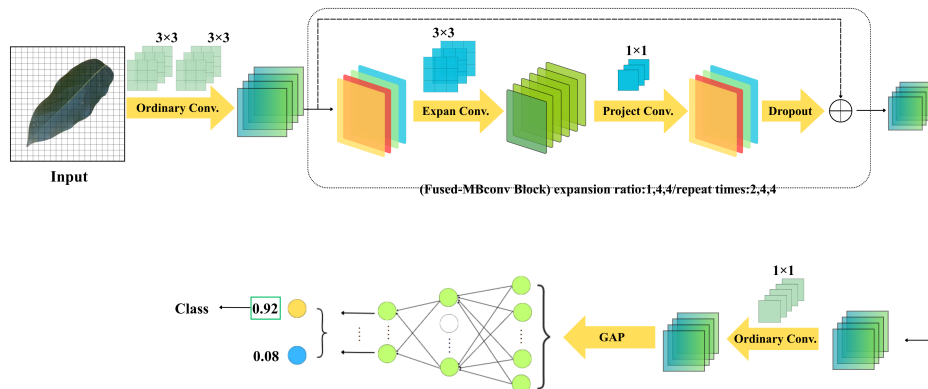 3×3 3×3
Ordinary Conv.
Input
3×3
Expan Conv.
1×1
Project Conv.
Dropout
(Fused-MBconv Block) expansion ratio:1,4,4/repeat times:2,4,4
1×1
Ordinary Conv.
GAP
Class
0.92
0.08